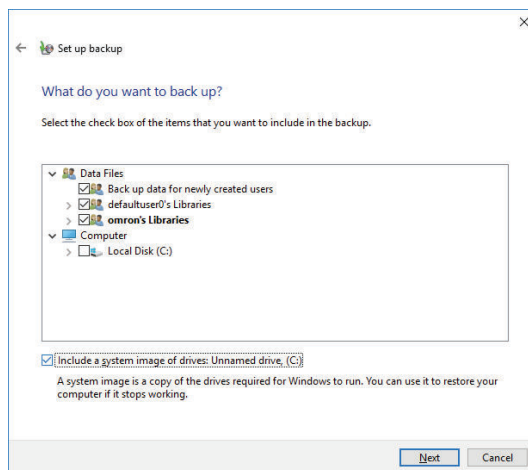 Set up backup
What do you want to back up?
Select the check box of the items that you want to include in the backup.
Data Files
Back up data for newly created users
defaultuser0's Libraries
omron's Libraries
Computer
Local Disk (C:)
Include a system image of drives: Unnamed drive, (C:)
A system image is a copy of the drives required for Windows to run. You can use it to restore your
computer if it stops working.
Next Cancel